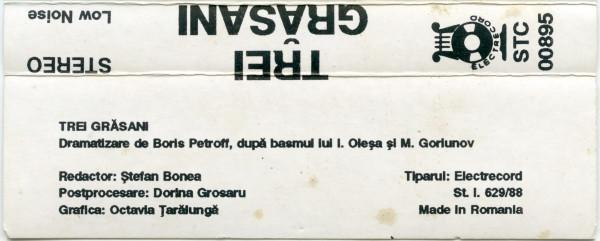 Low Noise
STEREO
TREI
GRĂSANI
ELECTRECORD
STC
00895
TREI GRĂSANI
Dramatizare de Boris Petroff, după basmul lui I. Oleşa şi M. Goriunov
Redactor: Ştefan Bonea
Postprocesare: Dorina Grosaru
Grafica: Octavia Ţarălungă
Tiparul: Electrecord
St. I. 629/88
Made in Romania